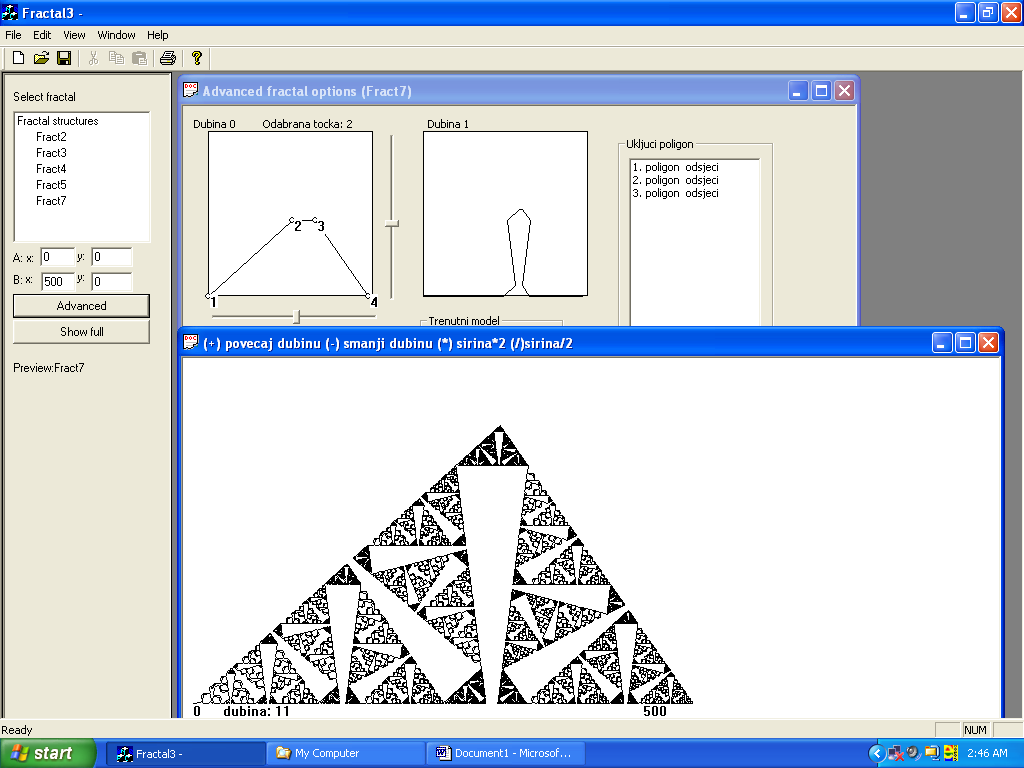 Fractal3 -
File Edit View Window Help
Select fractal
Fractal structures
Fract2
Fract3
Fract4
Fract5
Fract7
A: x: 0 y: 0
B: x: 500 y: 0
Advanced
Show full
Preview:Fract7
Advanced fractal options (Fract7)
Dubina 0 Odabrana tocka: 2 Dubina 1
1 2 3 4
Ukljuci poligon
1. poligon odsjeci
2. poligon odsjeci
3. poligon odsjeci
Trenutni model
(+) povecaj dubinu (-) smanji dubinu (*) sirina*2 (/)sirina/2
0 dubina: 11 500
Ready NUM
start Fractal3 - My Computer Document1 - Microsof... 2:46 AM